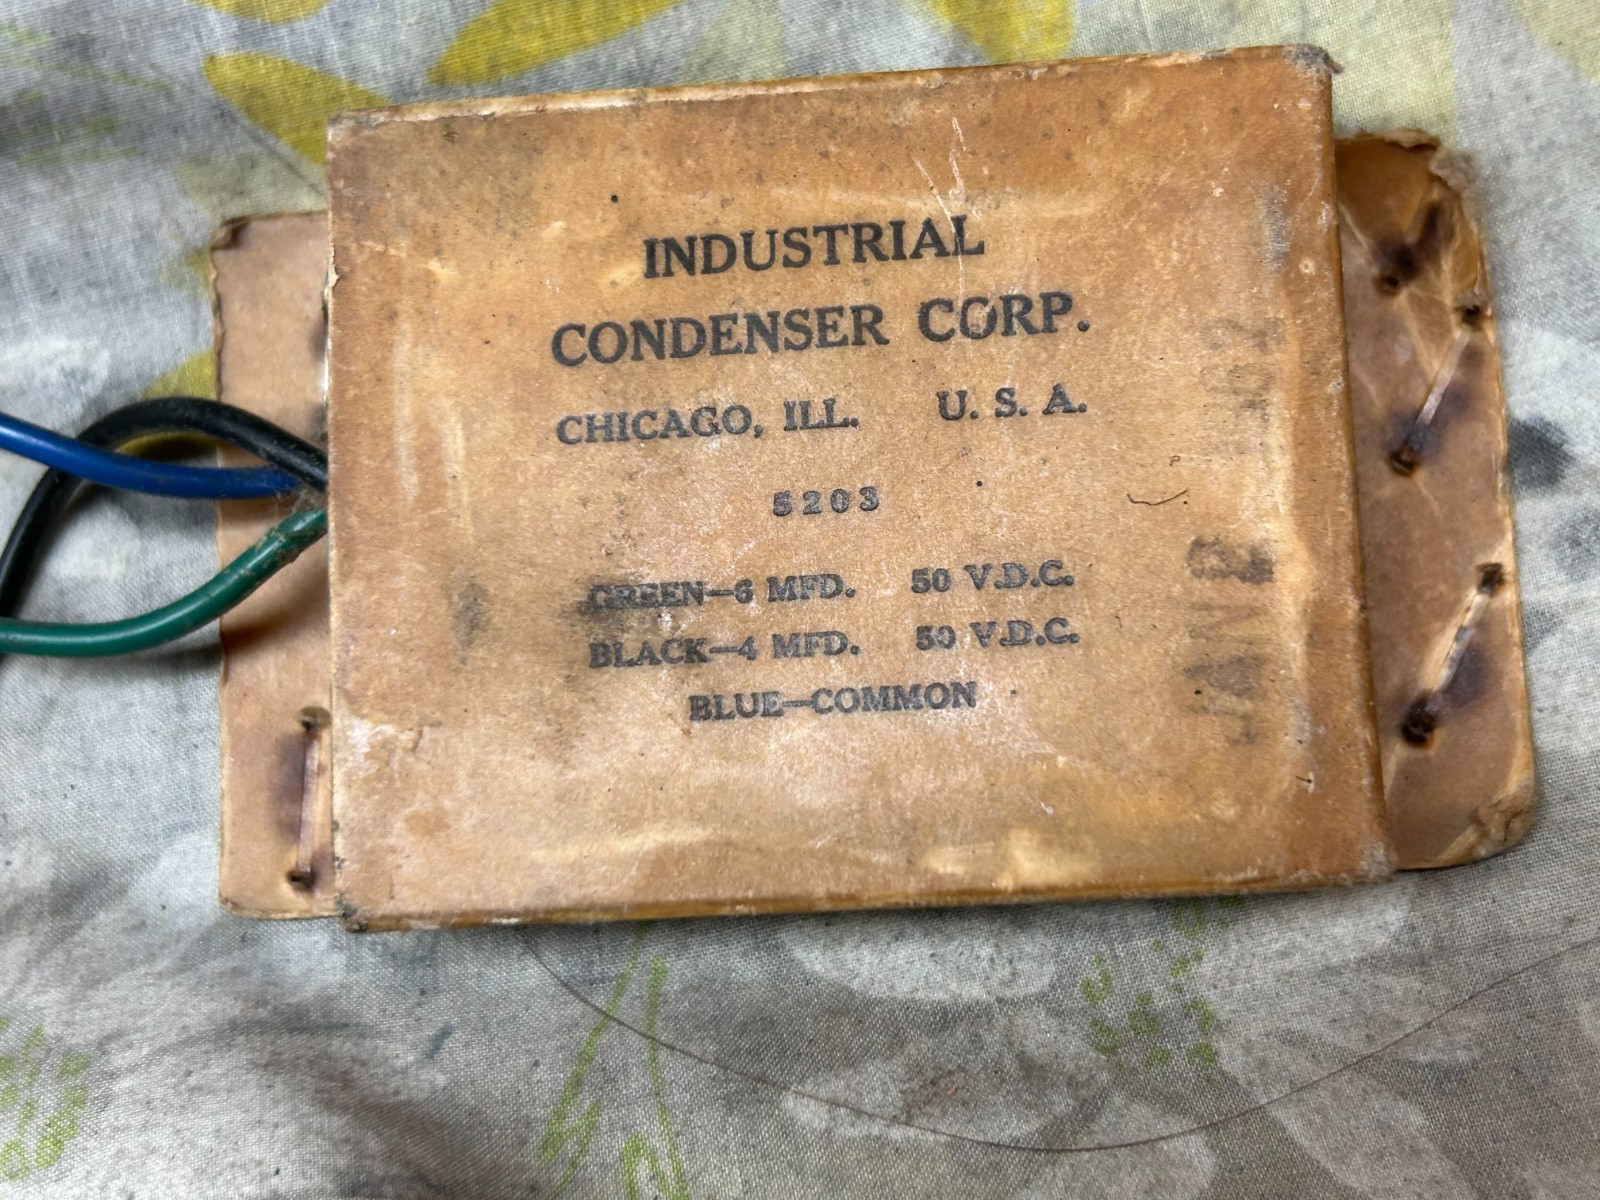 INDUSTRIAL
CONDENSER CORP.
CHICAGO, ILL. U. S. A.
5203
GREEN—6 MFD. 50 V.D.C.
BLACK—4 MFD. 50 V.D.C.
BLUE—COMMON